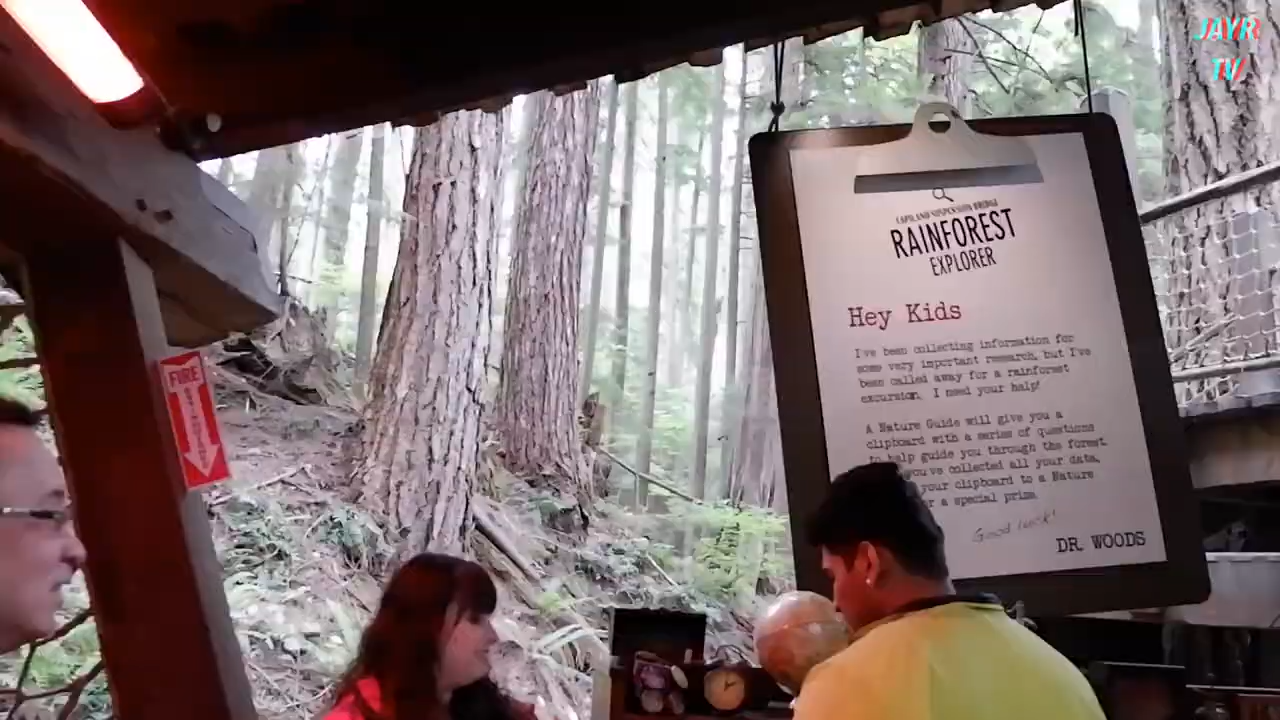 JAYR
TV
CAPILANO SUSPENSION BRIDGE
RAINFOREST
EXPLORER
Hey Kids
I've been collecting information for
some very important research, but I've
been called away for a rainforest
excursion. I need your help!
A Nature Guide will give you a
clipboard with a series of questions
to help guide you through the forest
you've collected all your data,
your clipboard to a Nature
a special prize.
Good luck!
DR. WOODS
FIRE